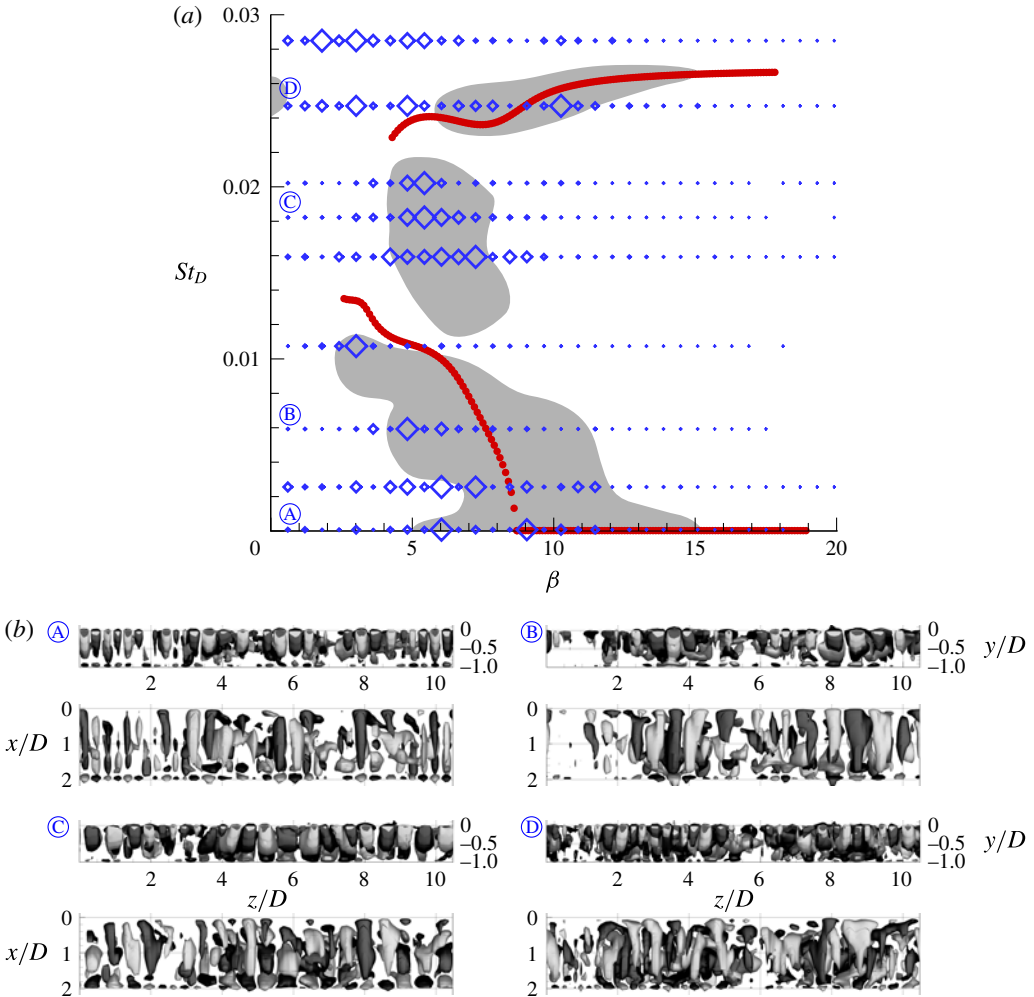 (a)
0.03
D
0.02
C
St_D
0.01
B
A
0 5 10 15 20
β
(b) A 0 B 0
–0.5 –0.5 y/D
–1.0 –1.0
2 4 6 8 10 2 4 6 8 10
0 0
x/D 1 1
2 2
C 0 D 0
–0.5 –0.5 y/D
–1.0 –1.0
2 4 6 8 10 2 4 6 8 10
z/D z/D
0 0
x/D 1 1
2 2